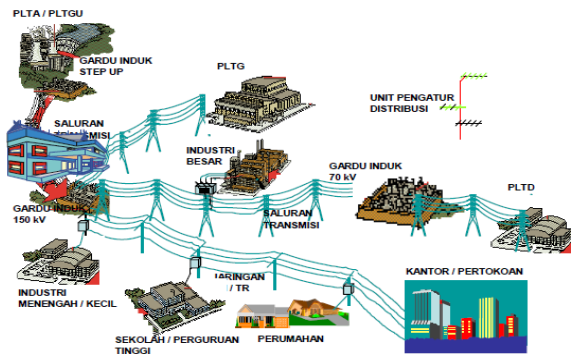 PLTA / PLTGU
GARDU INDUK
STEP UP
PLTG
UNIT PENGATUR
DISTRIBUSI
SALURAN
INDUSTRI
BESAR
GARDU INDUK
70 kV
PLTD
GARDU INDUK
150 kV
SALURAN
TRANSMISI
INDUSTRI
MENENGAH / KECIL
JARINGAN
/ TR
KANTOR / PERTOKOAN
SEKOLAH / PERGURUAN
TINGGI
PERUMAHAN